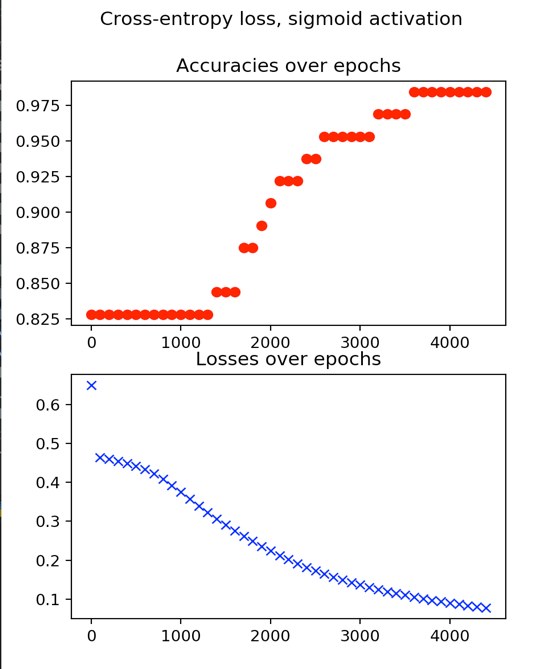 Cross-entropy loss, sigmoid activation
Accuracies over epochs
0.975
0.950
0.925
0.900
0.875
0.850
0.825
0 1000 2000 3000 4000
Losses over epochs
0.6
0.5
0.4
0.3
0.2
0.1
0 1000 2000 3000 4000